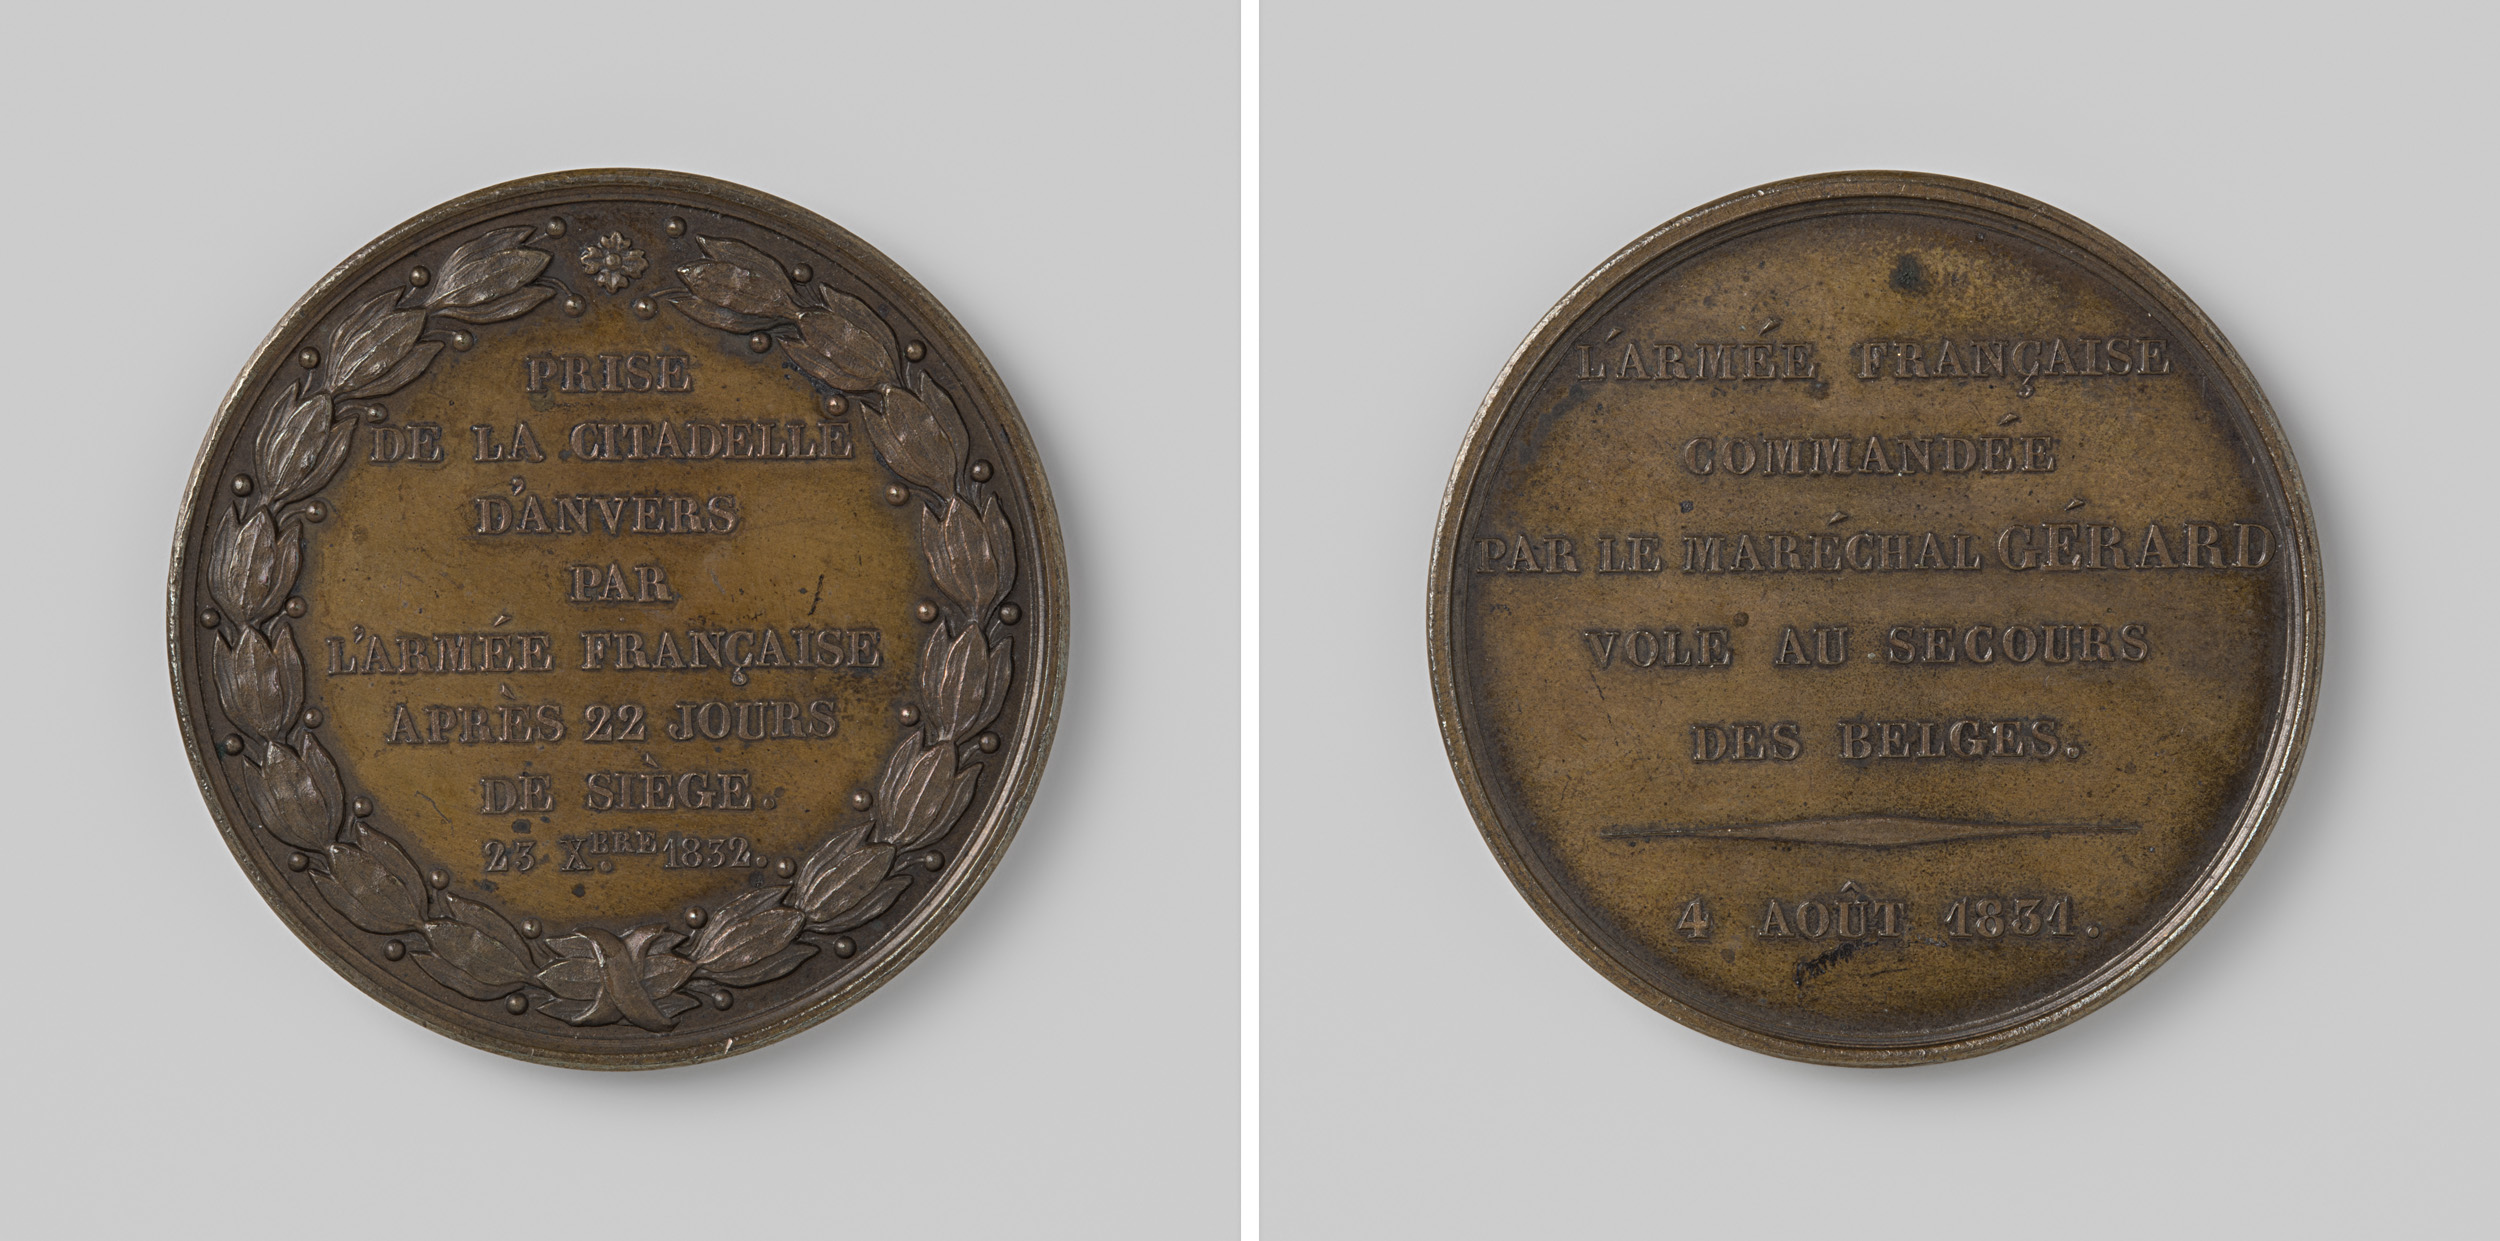 PRISE
DE LA CITADELLE
D'ANVERS
PAR
L'ARMÉE FRANÇAISE
APRÈS 22 JOURS
DE SIÈGE.
23 X.BRE 1832.
L'ARMÉE FRANÇAISE
COMMANDÉE
PAR LE MARÉCHAL GÉRARD
VOLE AU SECOURS
DES BELGES.
4 AOÛT 1831.